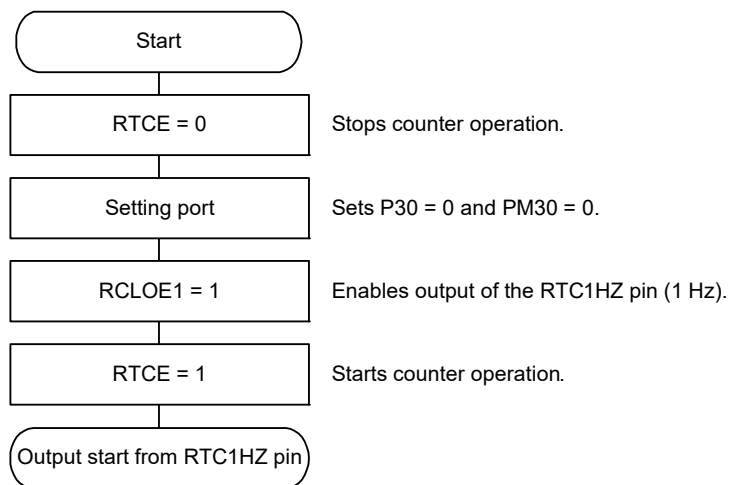 Start
RTCE = 0
Stops counter operation.
Setting port
Sets P30 = 0 and PM30 = 0.
RCLOE1 = 1
Enables output of the RTC1HZ pin (1 Hz).
RTCE = 1
Starts counter operation.
Output start from RTC1HZ pin